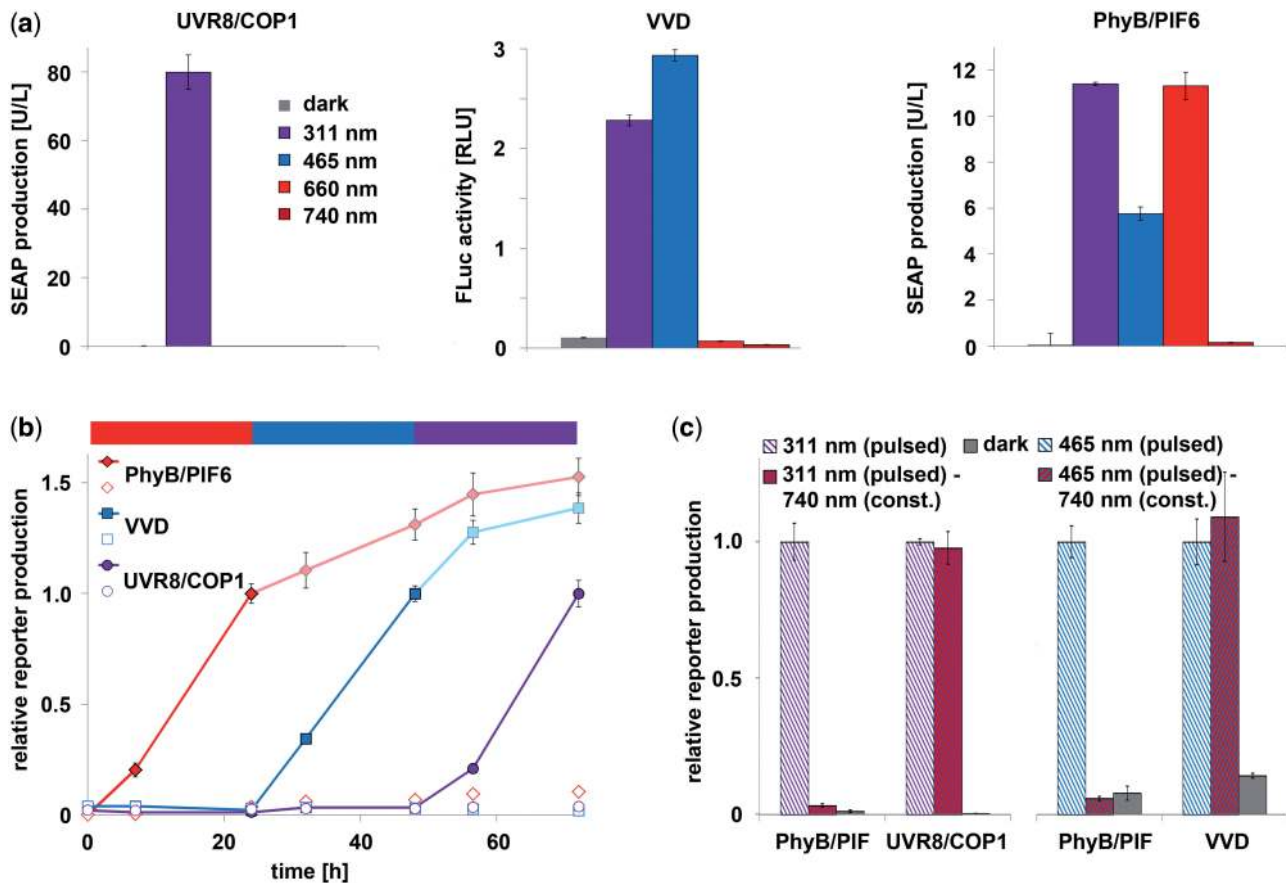 (a)
UVR8/COP1
SEAP production [U/L]
80
60
40
20
0
dark
311 nm
465 nm
660 nm
740 nm
VVD
FLuc activity [RLU]
3
2
1
0
PhyB/PIF6
SEAP production [U/L]
12
10
8
6
4
2
0
(b)
PhyB/PIF6
VVD
UVR8/COP1
relative reporter production
1.5
1.0
0.5
0
0
20
40
60
time [h]
(c)
311 nm (pulsed)
dark
465 nm (pulsed)
311 nm (pulsed) -
740 nm (const.)
465 nm (pulsed) -
740 nm (const.)
relative reporter production
1.0
0.5
0
PhyB/PIF
UVR8/COP1
PhyB/PIF
VVD